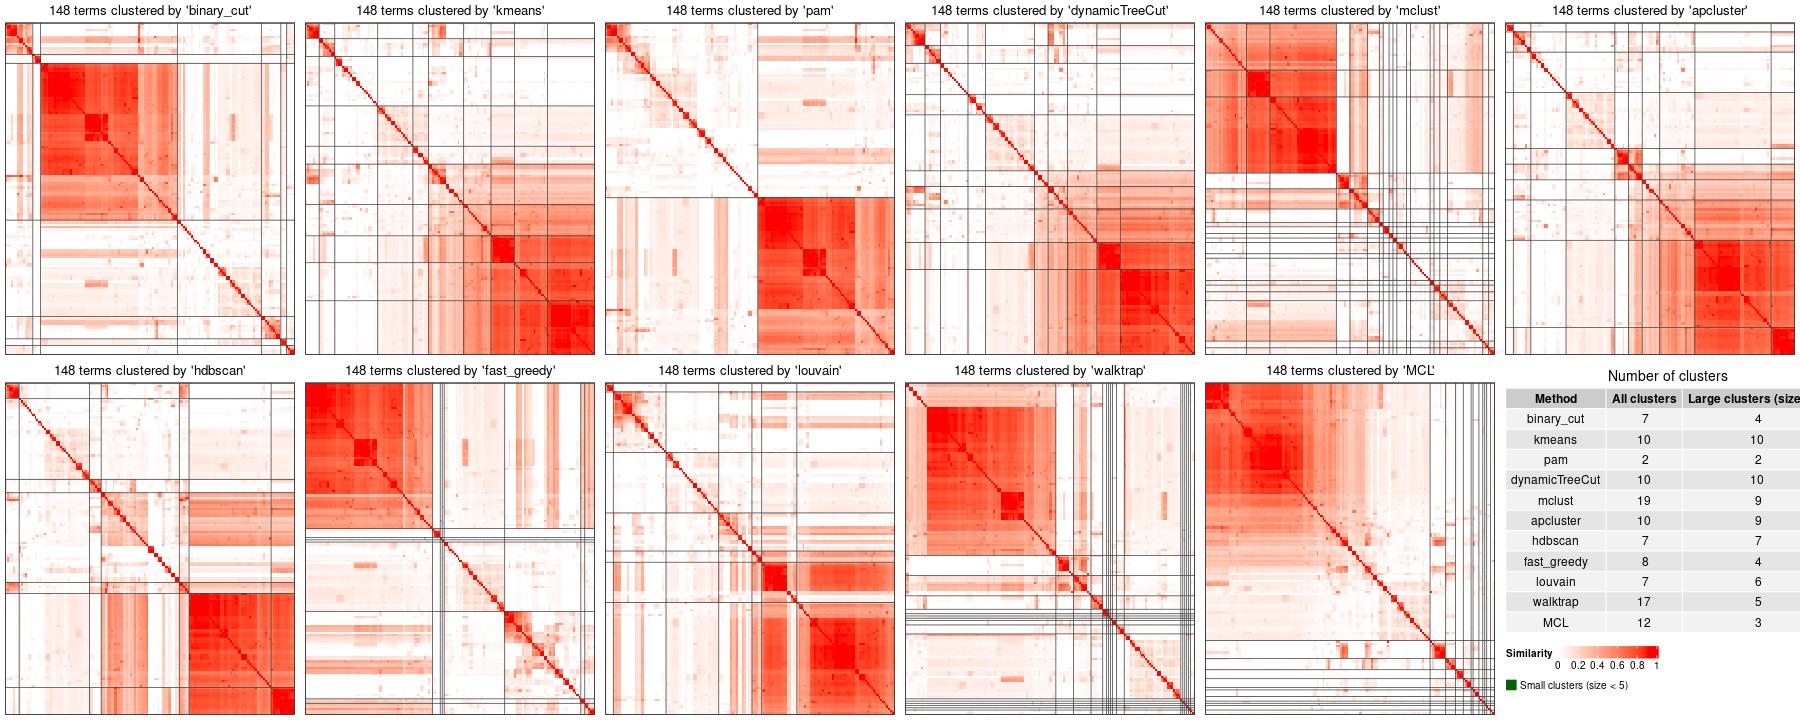 148 terms clustered by 'binary_cut'
148 terms clustered by 'kmeans'
148 terms clustered by 'pam'
148 terms clustered by 'dynamicTreeCut'
148 terms clustered by 'mclust'
148 terms clustered by 'apcluster'
148 terms clustered by 'hdbscan'
148 terms clustered by 'fast_greedy'
148 terms clustered by 'louvain'
148 terms clustered by 'walktrap'
148 terms clustered by 'MCL'
Number of clusters
Method All clusters Large clusters (size
binary_cut 7 4
kmeans 10 10
pam 2 2
dynamicTreeCut 10 10
mclust 19 9
apcluster 10 9
hdbscan 7 7
fast_greedy 8 4
louvain 7 6
walktrap 17 5
MCL 12 3
Similarity
0 0.2 0.4 0.6 0.8 1
Small clusters (size < 5)